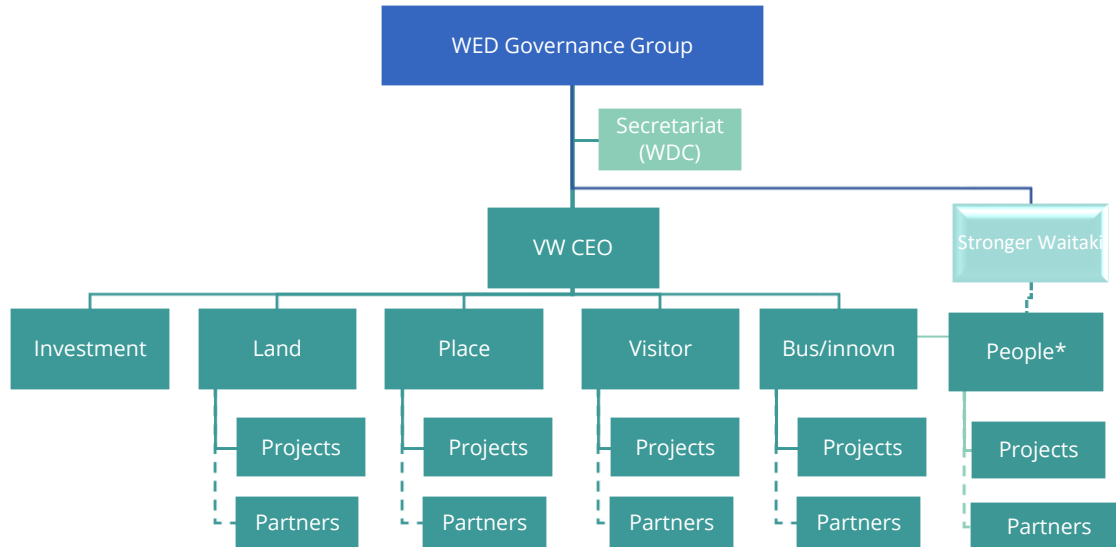 WED Governance Group
Secretariat
(WDC)
VW CEO
Stronger Waitaki
Investment
Land
Place
Visitor
Bus/innovn
People*
Projects
Projects
Projects
Projects
Projects
Partners
Partners
Partners
Partners
Partners